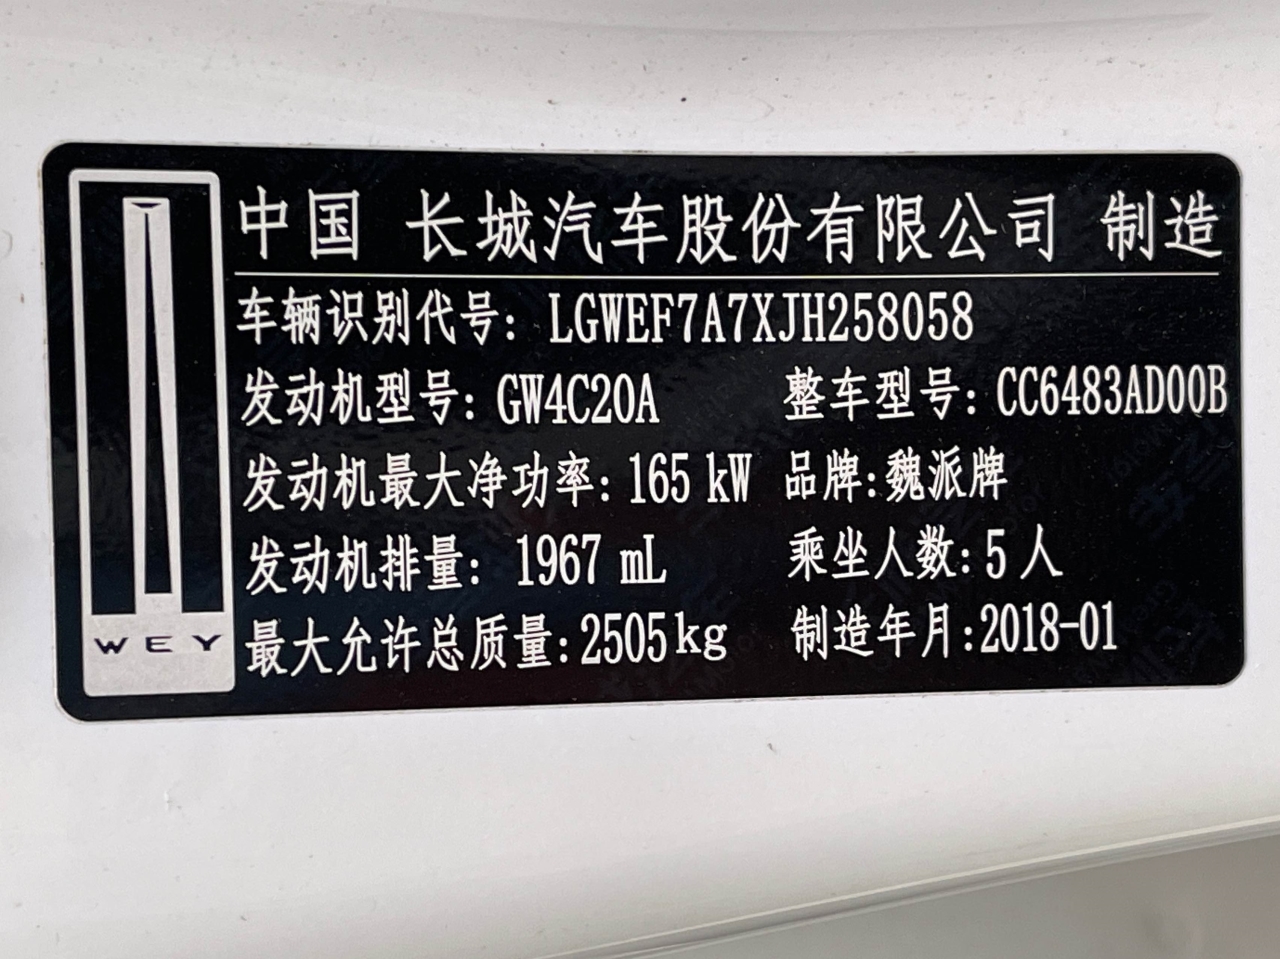 中国 长城汽车股份有限公司 制造
车辆识别代号: LGWEF7A7XJH258058
发动机型号: GW4C20A 整车型号: CC6483AD00B
发动机最大净功率: 165 kW 品牌:魏派牌
发动机排量: 1967 mL 乘坐人数: 5 人
最大允许总质量:2505kg 制造年月:2018-01
WEY